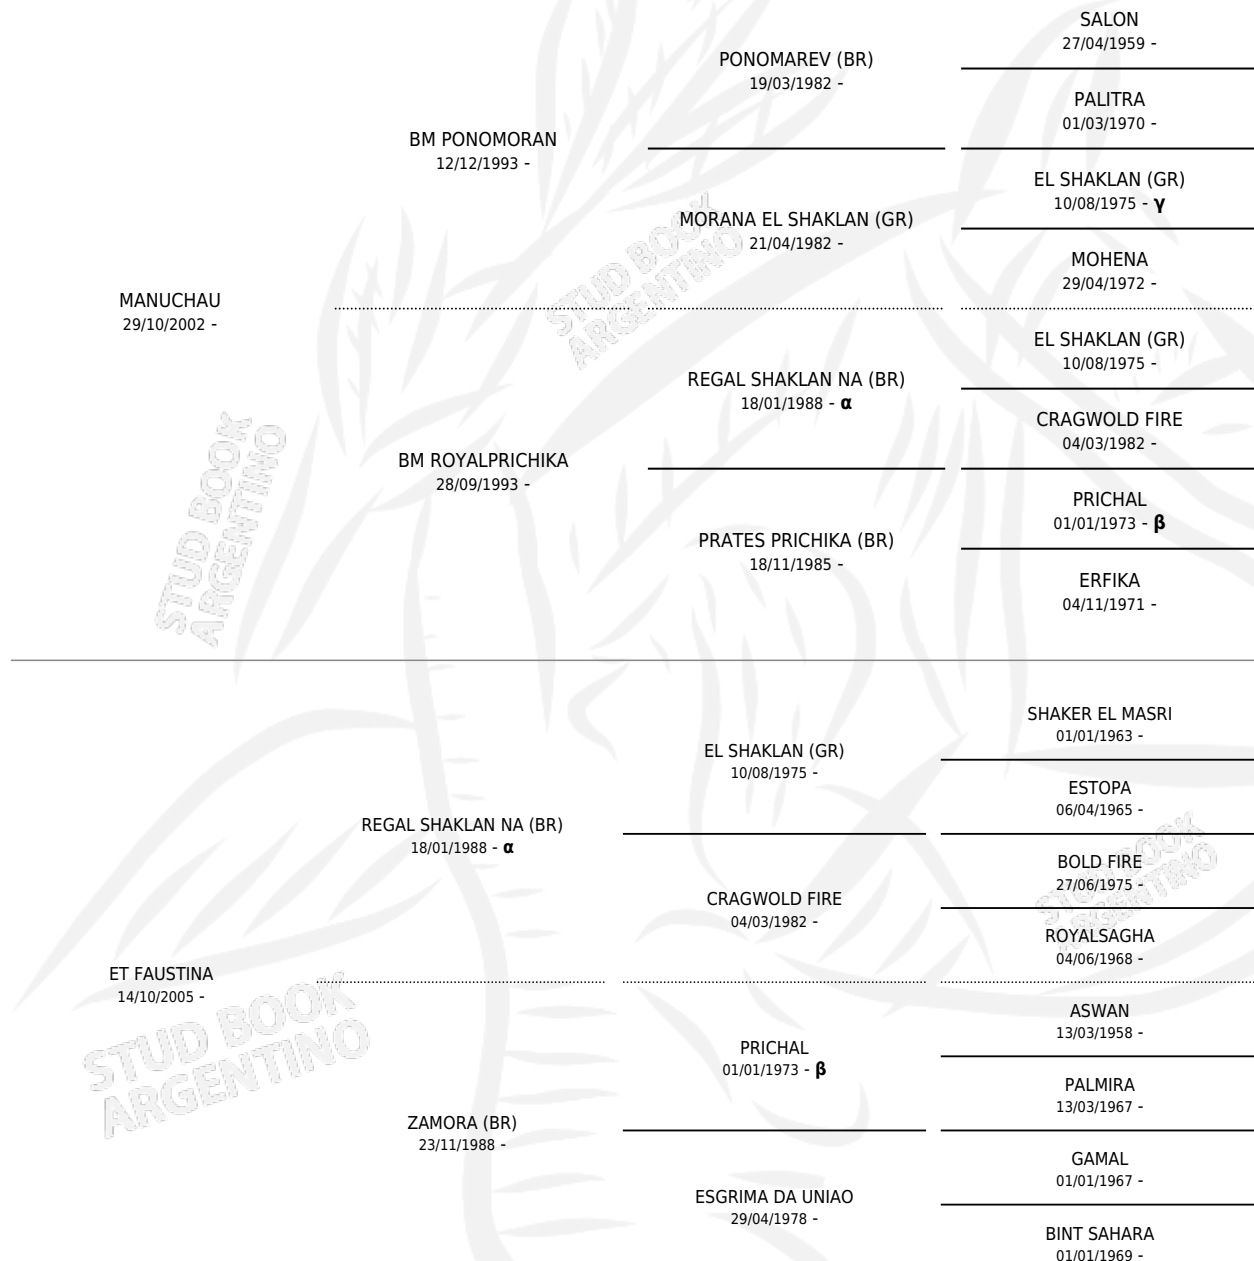 SALON
27/04/1959 -
PONOMAREV (BR)
19/03/1982 -
PALITRA
01/03/1970 -
BM PONOMORAN
12/12/1993 -
EL SHAKLAN (GR)
10/08/1975 - γ
MORANA EL SHAKLAN (GR)
21/04/1982 -
MOHENA
29/04/1972 -
MANUCHAU
29/10/2002 -
EL SHAKLAN (GR)
10/08/1975 -
REGAL SHAKLAN NA (BR)
18/01/1988 - α
CRAGWOLD FIRE
04/03/1982 -
BM ROYALPRICHIKA
28/09/1993 -
PRICHAL
01/01/1973 - β
PRATES PRICHIKA (BR)
18/11/1985 -
ERFIKA
04/11/1971 -
SHAKER EL MASRI
01/01/1963 -
EL SHAKLAN (GR)
10/08/1975 -
ESTOPA
06/04/1965 -
REGAL SHAKLAN NA (BR)
18/01/1988 - α
BOLD FIRE
27/06/1975 -
CRAGWOLD FIRE
04/03/1982 -
ROYALSAGHA
04/06/1968 -
ET FAUSTINA
14/10/2005 -
ASWAN
13/03/1958 -
PRICHAL
01/01/1973 - β
PALMIRA
13/03/1967 -
ZAMORA (BR)
23/11/1988 -
GAMAL
01/01/1967 -
ESGRIMA DA UNIAO
29/04/1978 -
BINT SAHARA
01/01/1969 -
STUD BOOK
ARGENTINO
STUD BOOK
ARGENTINO
STUD BOOK
ARGENTINO
STUD BOOK
ARGENTINO